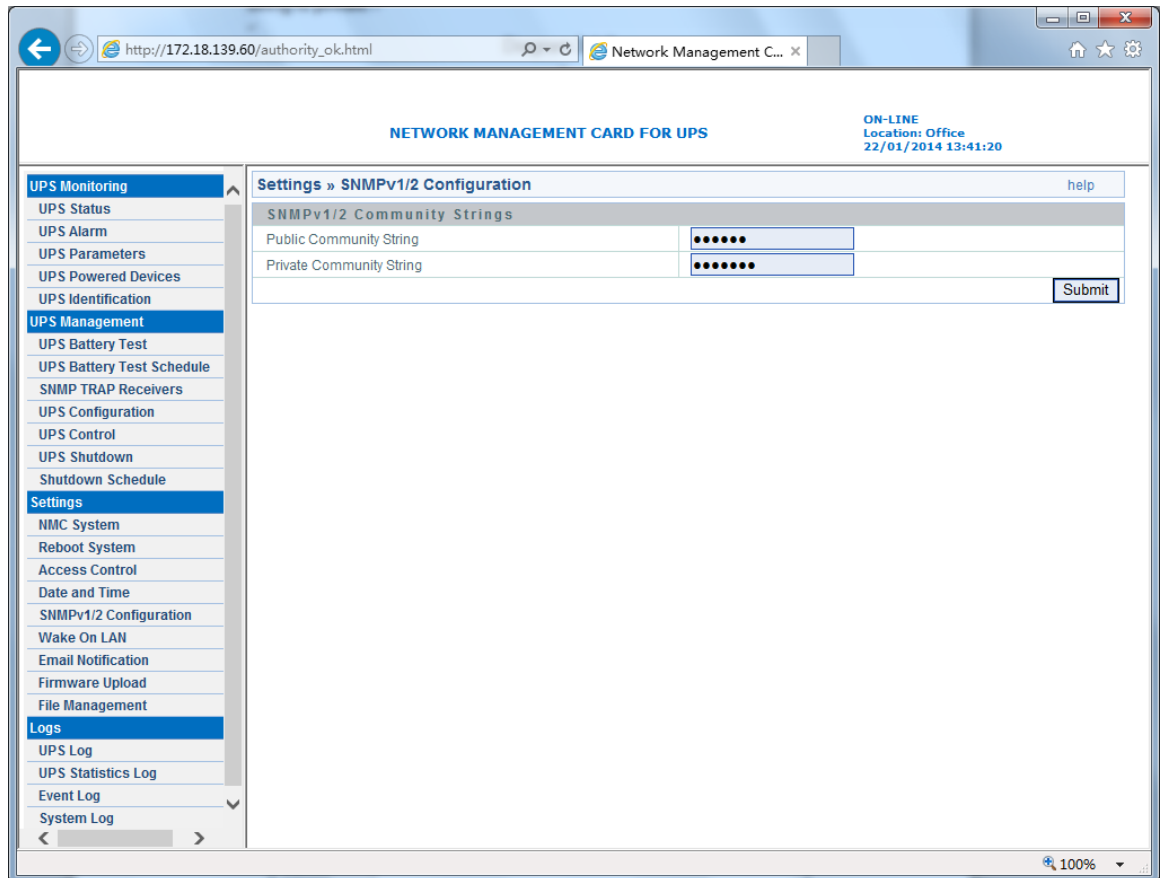 http://172.18.139.60/authority_ok.html
Network Management C...
NETWORK MANAGEMENT CARD FOR UPS
ON-LINE
Location: Office
22/01/2014 13:41:20
UPS Monitoring
UPS Status
UPS Alarm
UPS Parameters
UPS Powered Devices
UPS Identification
UPS Management
UPS Battery Test
UPS Battery Test Schedule
SNMP TRAP Receivers
UPS Configuration
UPS Control
UPS Shutdown
Shutdown Schedule
Settings
NMC System
Reboot System
Access Control
Date and Time
SNMPv1/2 Configuration
Wake On LAN
Email Notification
Firmware Upload
File Management
Logs
UPS Log
UPS Statistics Log
Event Log
System Log
Settings » SNMPv1/2 Configuration
help
SNMPv1/2 Community Strings
Public Community String ●●●●●●
Private Community String ●●●●●●●
Submit
100%